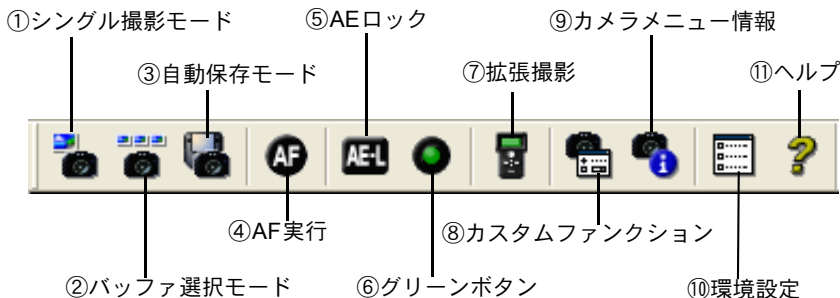 ①シングル撮影モード
⑤AEロック
⑨カメラメニュー情報
③自動保存モード
⑦拡張撮影
⑪ヘルプ
AF
AE-L
④AF実行
⑧カスタムファンクション
②バッファ選択モード
⑥グリーンボタン
⑩環境設定